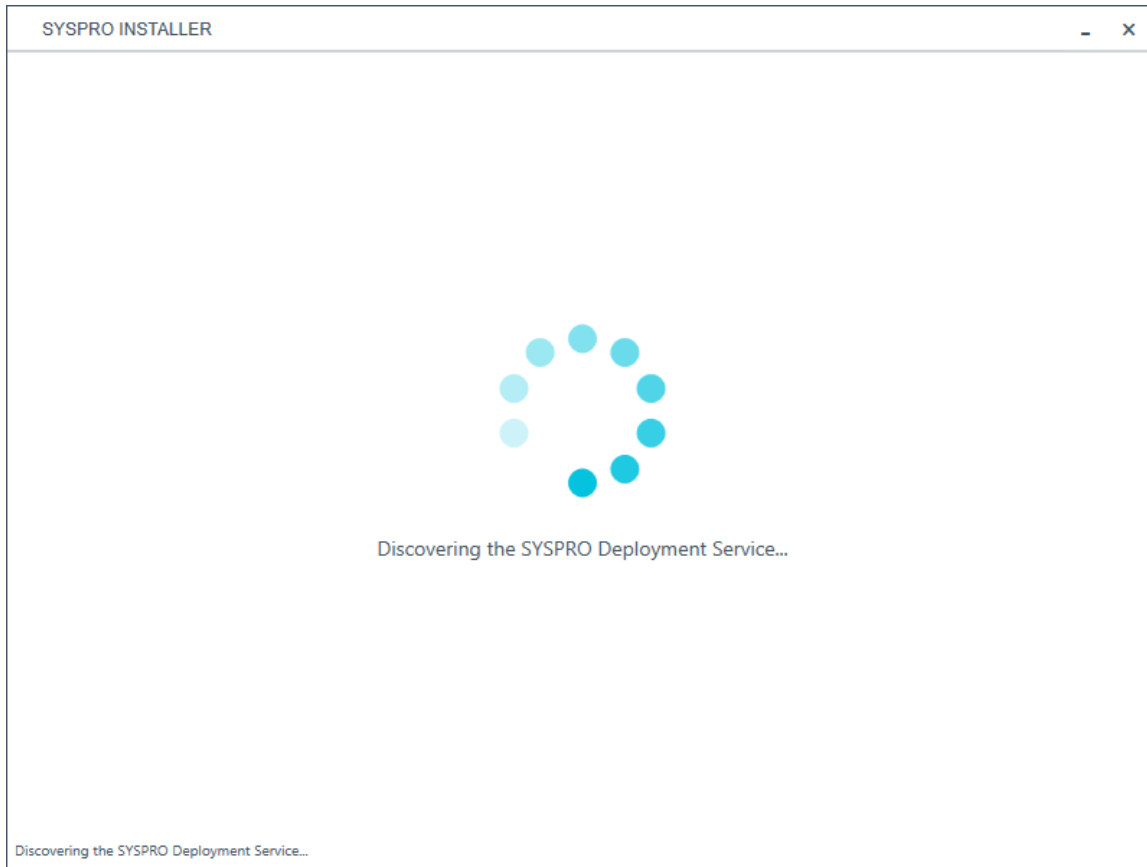 SYSPRO INSTALLER
Discovering the SYSPRO Deployment Service...
Discovering the SYSPRO Deployment Service...